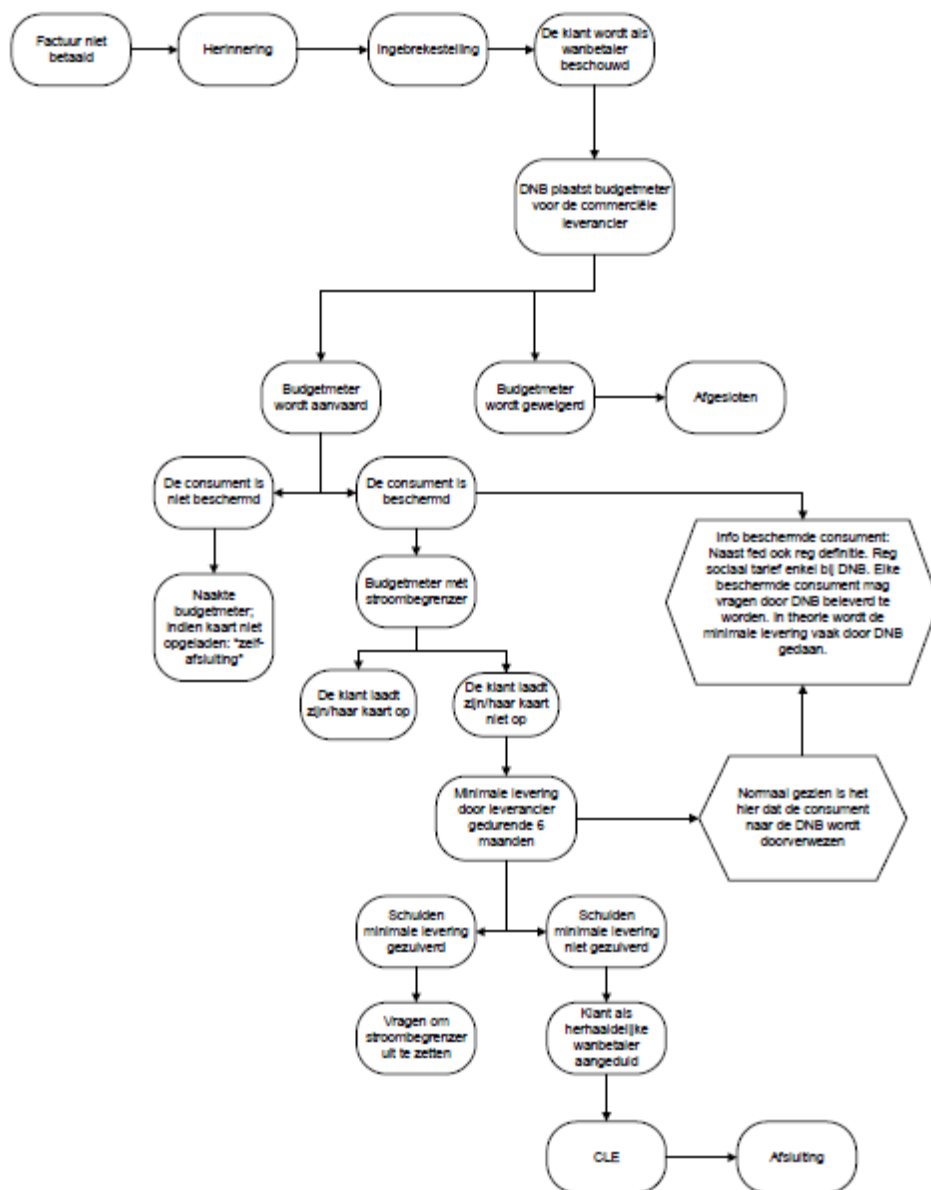 Factuur niet
betaald
Herinnering
Ingebrekestelling
De klant wordt als
wanbetaler
beschouwd
DNB plaatst budgetmeter
voor de commerciële
leverancier
Budgetmeter
wordt aanvaard
Budgetmeter
wordt geweigerd
Afgesloten
De consument is
niet beschermd
De consument is
beschermd
Info beschermde consument:
Naast fed ook reg definitie. Reg
sociaal tarief enkel bij DNB. Elke
beschermde consument mag
vragen door DNB beleverd te
worden. In theorie wordt de
minimale levering vaak door DNB
gedaan.
Naakte
budgetmeter;
indien kaart niet
opgeladen: "zelf-
afsluiting"
Budgetmeter mét
stroombegrenzer
De klant laadt
zijn/haar kaart op
De klant laadt
zijn/haar kaart
niet op
Minimale levering
door leverancier
gedurende 6
maanden
Normaal gezien is het
hier dat de consument
naar de DNB wordt
doorverwezen
Schulden
minimale levering
gezuiverd
Schulden
minimale levering
niet gezuiverd
Vragen om
stroombegrenzer
uit te zetten
Klant als
herhaaldelijke
wanbetaler
aangeduid
CLE
Afsluiting